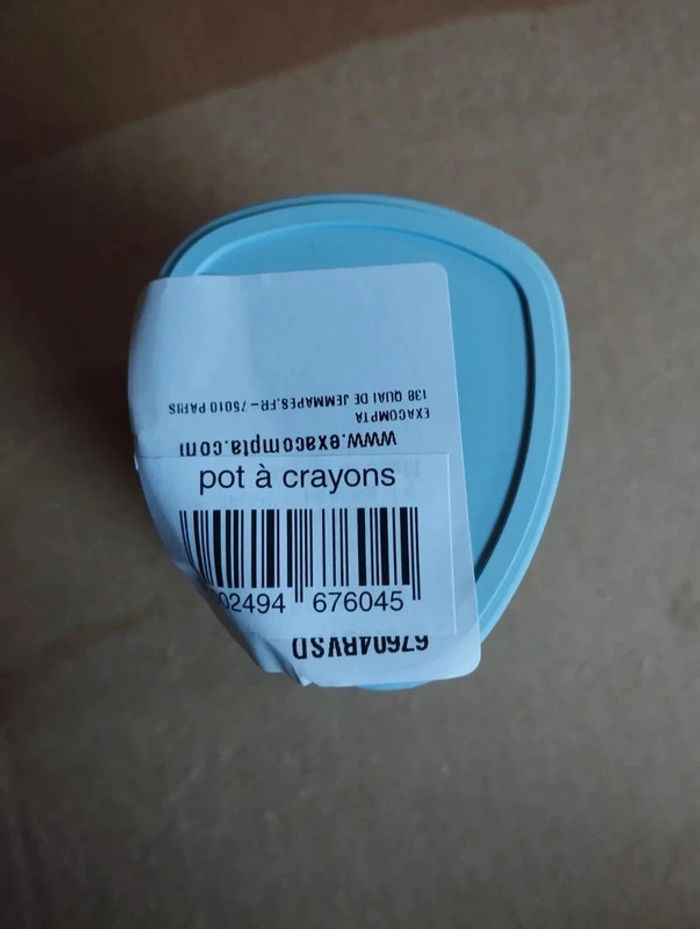 pot à crayons
02494 676045
www.exacompta.com
EXACOMPTA
138 QUAI DE JEMMAPES,FR – 75010 PARIS